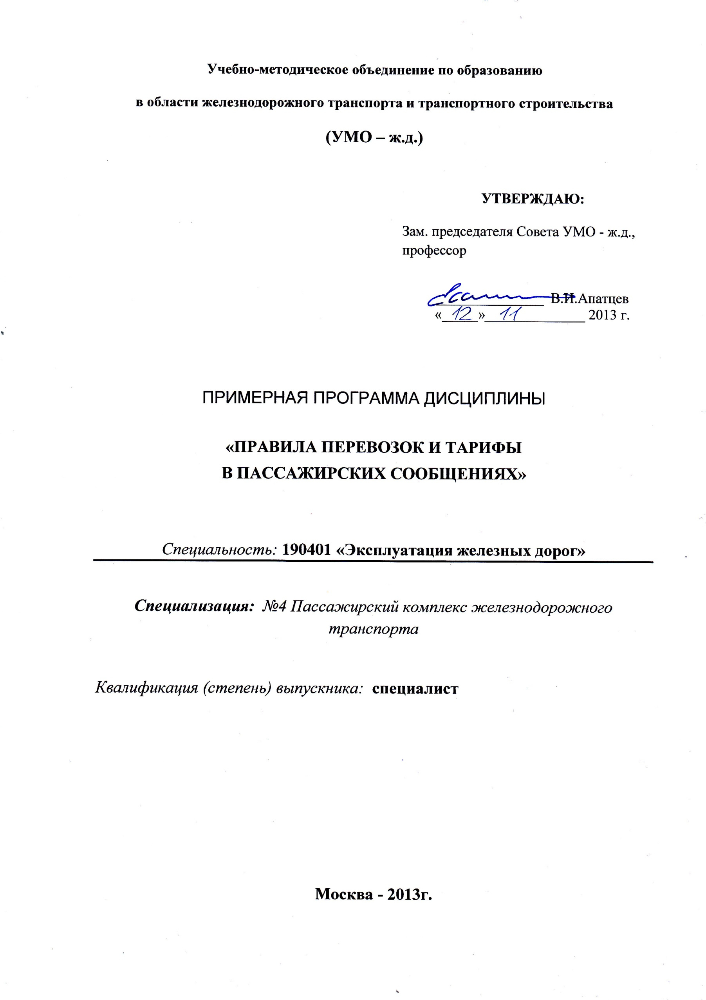 Учебно-методическое объединение по образованию
в области железнодорожного транспорта и транспортного строительства
(УМО – ж.д.)
УТВЕРЖДАЮ:
Зам. председателя Совета УМО - ж.д.,
профессор
В.И.Апатцев
«12» 11 2013 г.
ПРИМЕРНАЯ ПРОГРАММА ДИСЦИПЛИНЫ
«ПРАВИЛА ПЕРЕВОЗОК И ТАРИФЫ
В ПАССАЖИРСКИХ СООБЩЕНИЯХ»
Специальность: 190401 «Эксплуатация железных дорог»
Специализация: №4 Пассажирский комплекс железнодорожного
транспорта
Квалификация (степень) выпускника: специалист
Москва - 2013г.